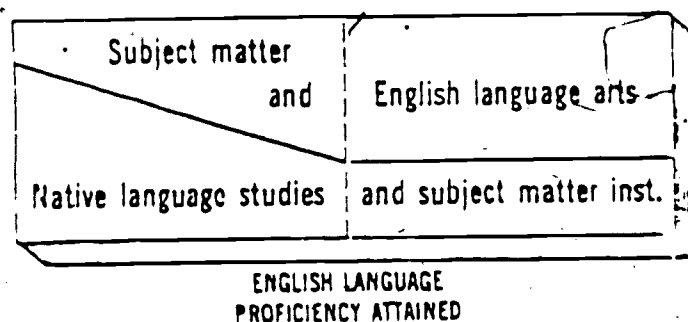 Subject matter
and
Native language studies
English language arts
and subject matter inst.
ENGLISH LANGUAGE
PROFICIENCY ATTAINED